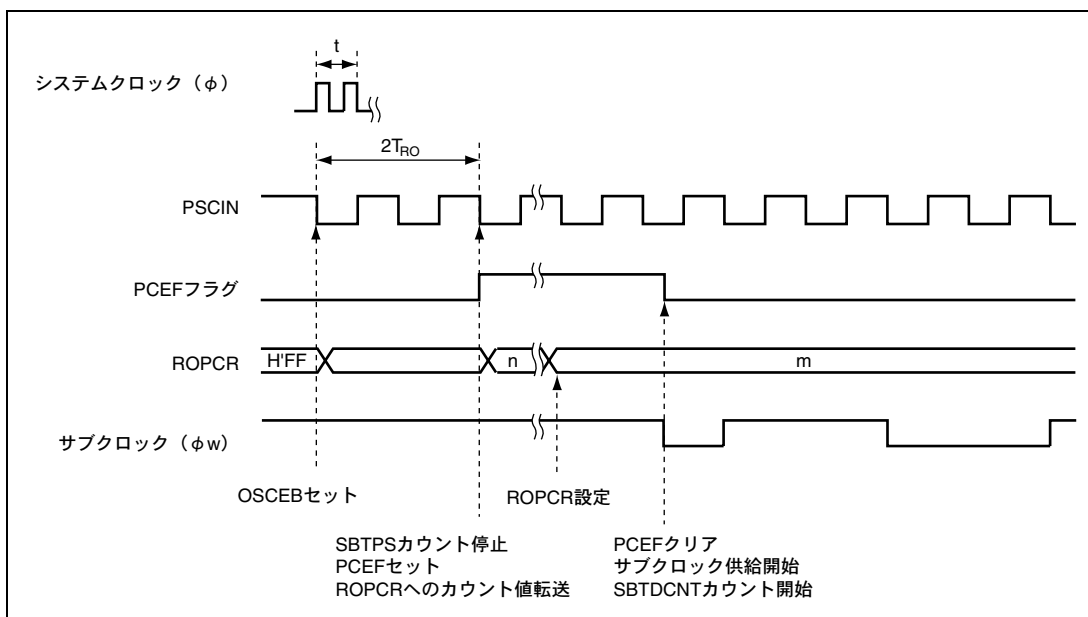 t
システムクロック（φ）
2TRO
PSCIN
PCEFフラグ
ROPCR
H'FF
n
m
サブクロック（φw）
OSCEBセット
ROPCR設定
SBTPSカウント停止
PCEFセット
ROPCRへのカウント値転送
PCEFクリア
サブクロック供給開始
SBTDCNTカウント開始